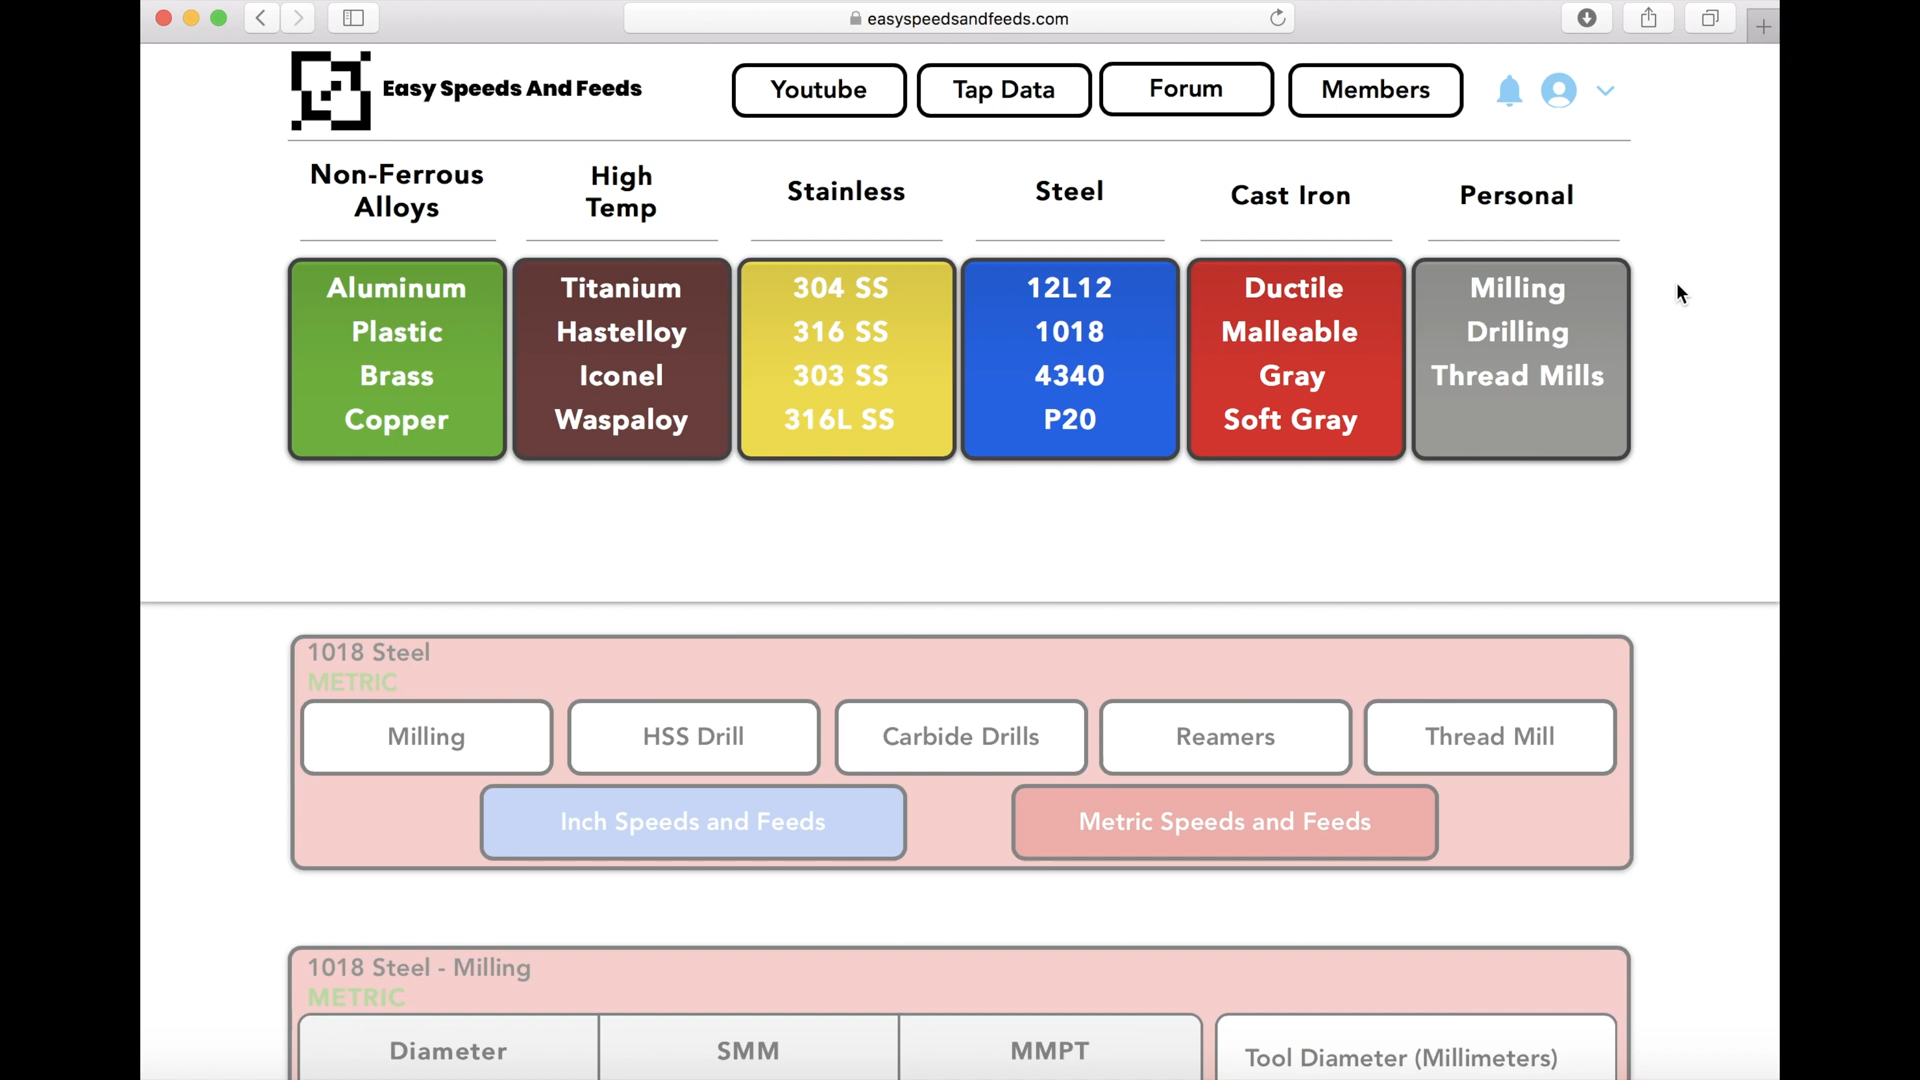 easyspeedsandfeeds.com
Easy Speeds And Feeds
Youtube
Tap Data
Forum
Members
Non-Ferrous
Alloys
High
Temp
Stainless
Steel
Cast Iron
Personal
Aluminum
Plastic
Brass
Copper
Titanium
Hastelloy
Iconel
Waspaloy
304 SS
316 SS
303 SS
316L SS
12L12
1018
4340
P20
Ductile
Malleable
Gray
Soft Gray
Milling
Drilling
Thread Mills
1018 Steel
METRIC
Milling
HSS Drill
Carbide Drills
Reamers
Thread Mill
Inch Speeds and Feeds
Metric Speeds and Feeds
1018 Steel - Milling
METRIC
Diameter
SMM
MMPT
Tool Diameter (Millimeters)